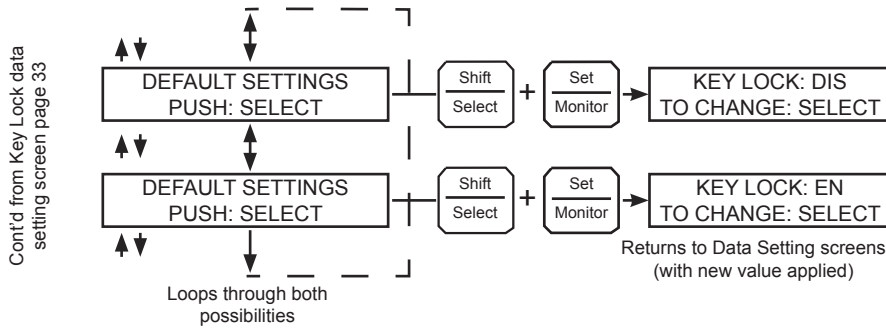 Cont'd from Key Lock data
setting screen page 33
DEFAULT SETTINGS
PUSH: SELECT
Shift
Select
+
Set
Monitor
KEY LOCK: DIS
TO CHANGE: SELECT
DEFAULT SETTINGS
PUSH: SELECT
Shift
Select
+
Set
Monitor
KEY LOCK: EN
TO CHANGE: SELECT
Returns to Data Setting screens
(with new value applied)
Loops through both
possibilities